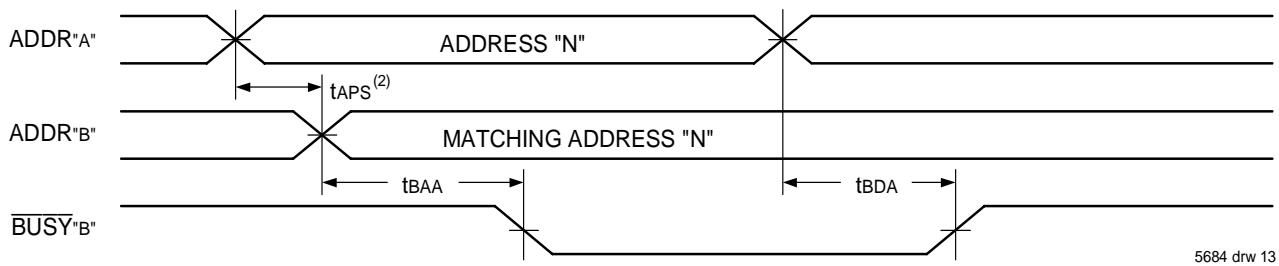 ADDR"A"
ADDRESS "N"
tAPS(2)
ADDR"B"
MATCHING ADDRESS "N"
tBAA
tBDA
BUSY"B"
5684 drw 13